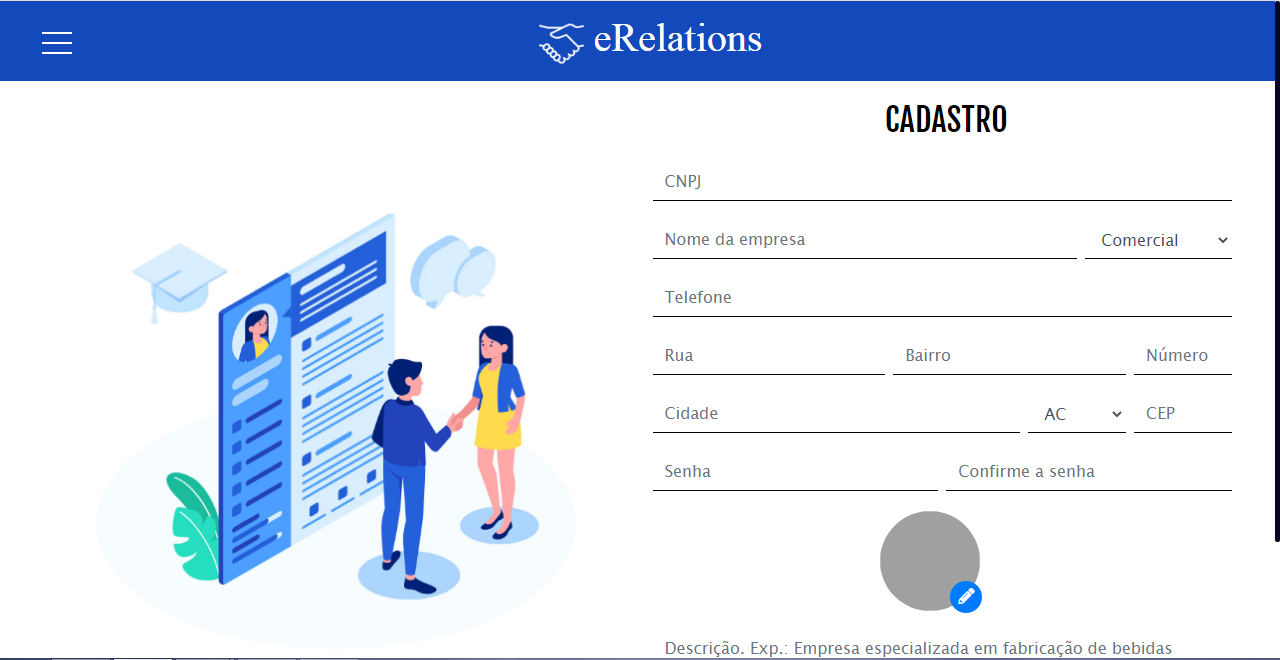 eRelations
CADASTRO
CNPJ
Nome da empresa Comercial
Telefone
Rua Bairro Número
Cidade AC CEP
Senha Confirme a senha
Descrição. Exp.: Empresa especializada em fabricação de bebidas